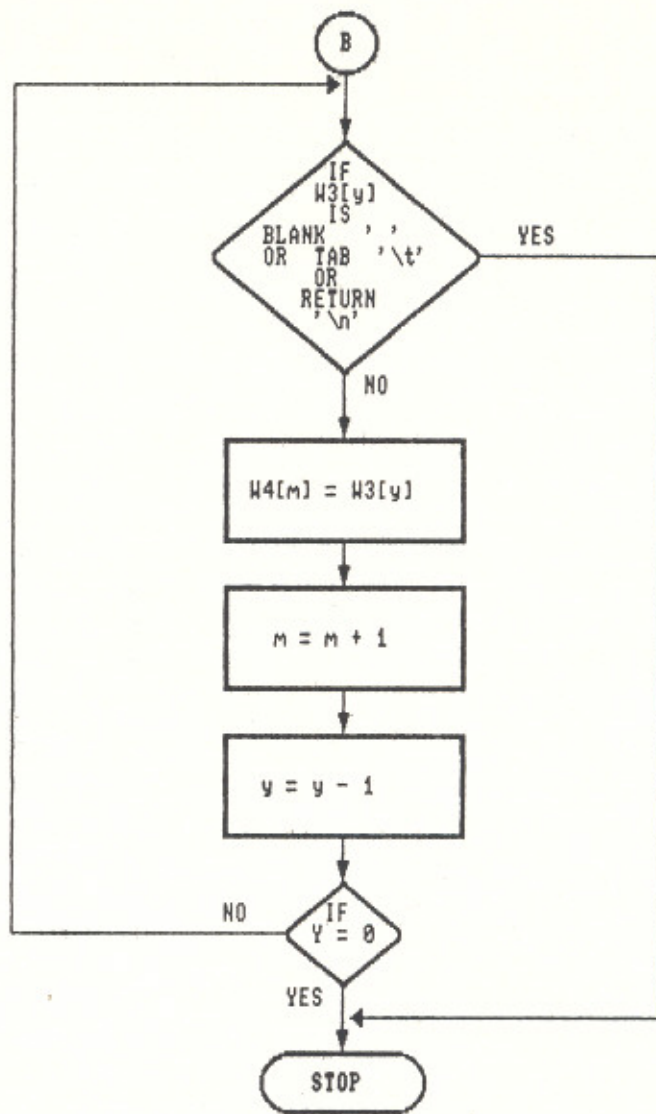 B
IF
W3[y]
IS
BLANK ' '
OR TAB '\t'
OR
RETURN
'\n'
YES
NO
W4[m] = W3[y]
m = m + 1
y = y - 1
NO
IF
Y = 0
YES
STOP